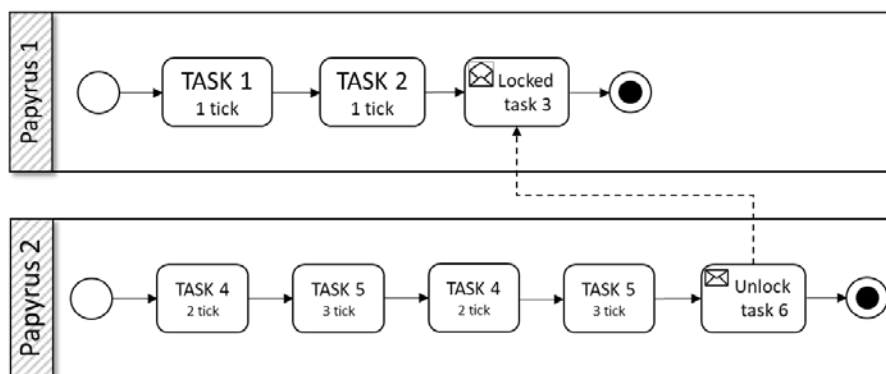 Papyrus 1
TASK 1
1 tick
TASK 2
1 tick
Locked
task 3
Papyrus 2
TASK 4
2 tick
TASK 5
3 tick
TASK 4
2 tick
TASK 5
3 tick
Unlock
task 6